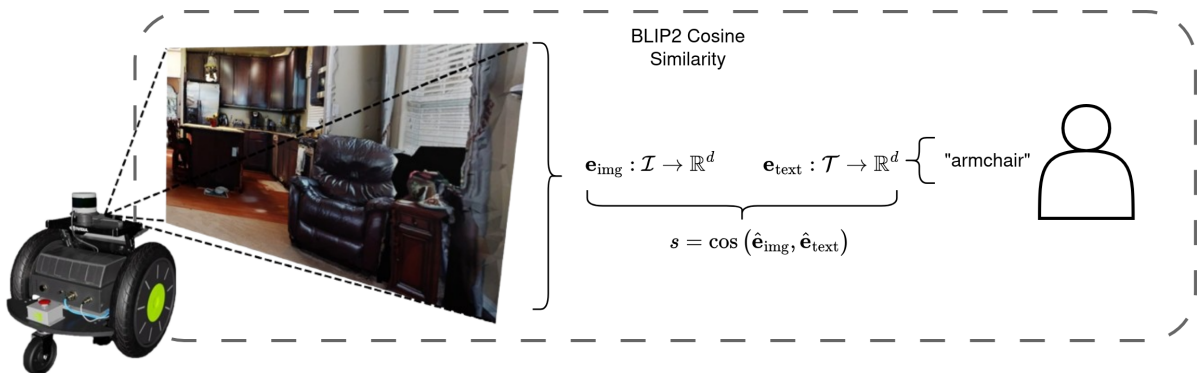 BLIP2 Cosine
Similarity
𝐞_img : ℐ → ℝ^d
𝐞_text : 𝒯 → ℝ^d
"armchair"
s = cos (𝐞̂_img, 𝐞̂_text)